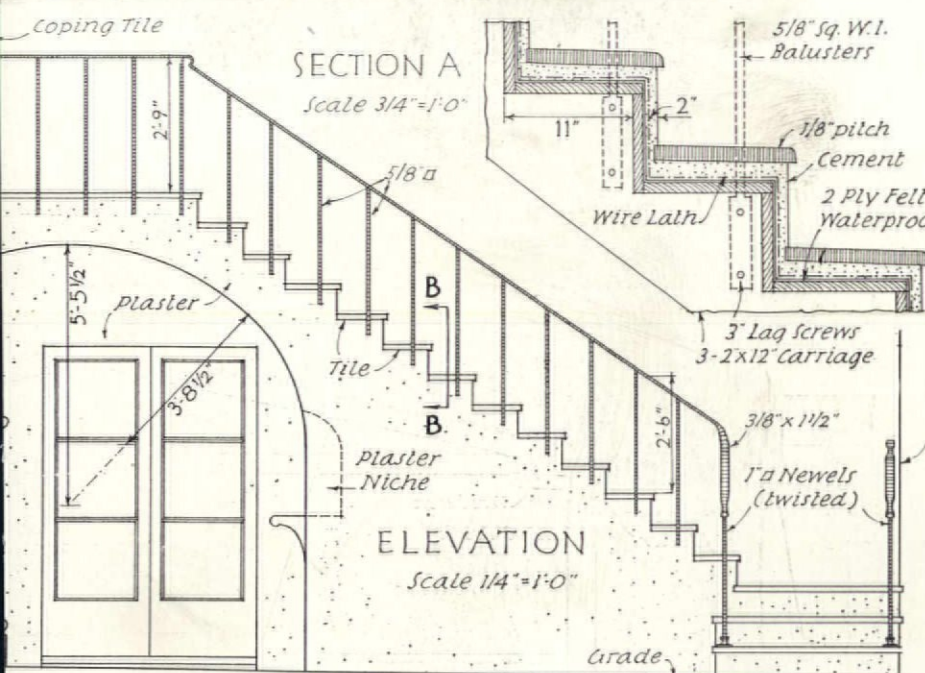 Coping Tile
SECTION A
Scale 3/4"=1'-0"
5/8" Sq. W.I.
Balusters
2'-9"
11"
2"
1/8" pitch
Cement
5/8"□
Wire Lath
2 Ply Felt
5'-5 1/2"
Plaster
B
3" Lag Screws
3-2"x12" Carriage
Tile
3'-8 1/2"
B
2'-6"
3/8" x 1 1/2"
Plaster
Niche
1"□ Newels
(twisted)
ELEVATION
Scale 1/4"=1'-0"
Grade